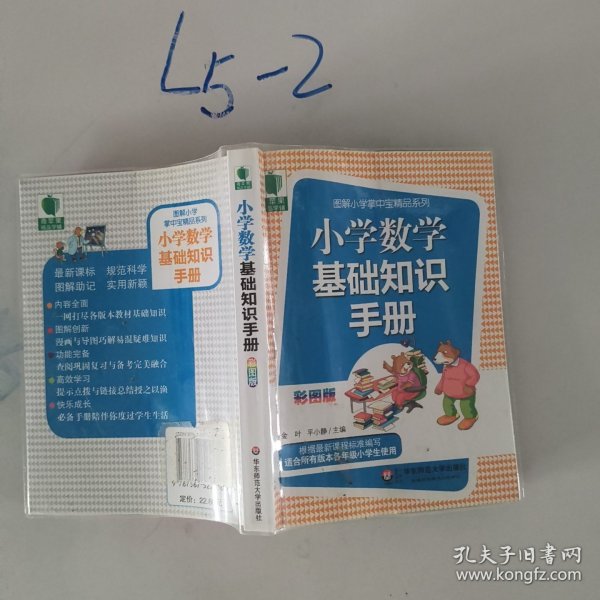 L5-2
图解小学掌中宝精品系列
小学数学
基础知识
手册
最新课标 规范科学
图解助记 实用新颖
内容全面
一网打尽各版本教材基础知识
图解创新
漫画与导图巧解易混疑难知识
功能完备
查阅巩固复习与备考完美融合
高效学习
提示点拨与链接总结授之以渔
快乐成长
必备手册陪伴你度过学生生活
定价：22.
小学数学基础知识手册
彩图版
华东师范大学出版社
图解小学掌中宝精品系列
小学数学
基础知识
手册
彩图版
金 叶 平小静/主编
根据最新课程标准编写
适合所有版本各年级小学生使用
华东师范大学出版社
孔夫子旧书网
www.kongfz.com